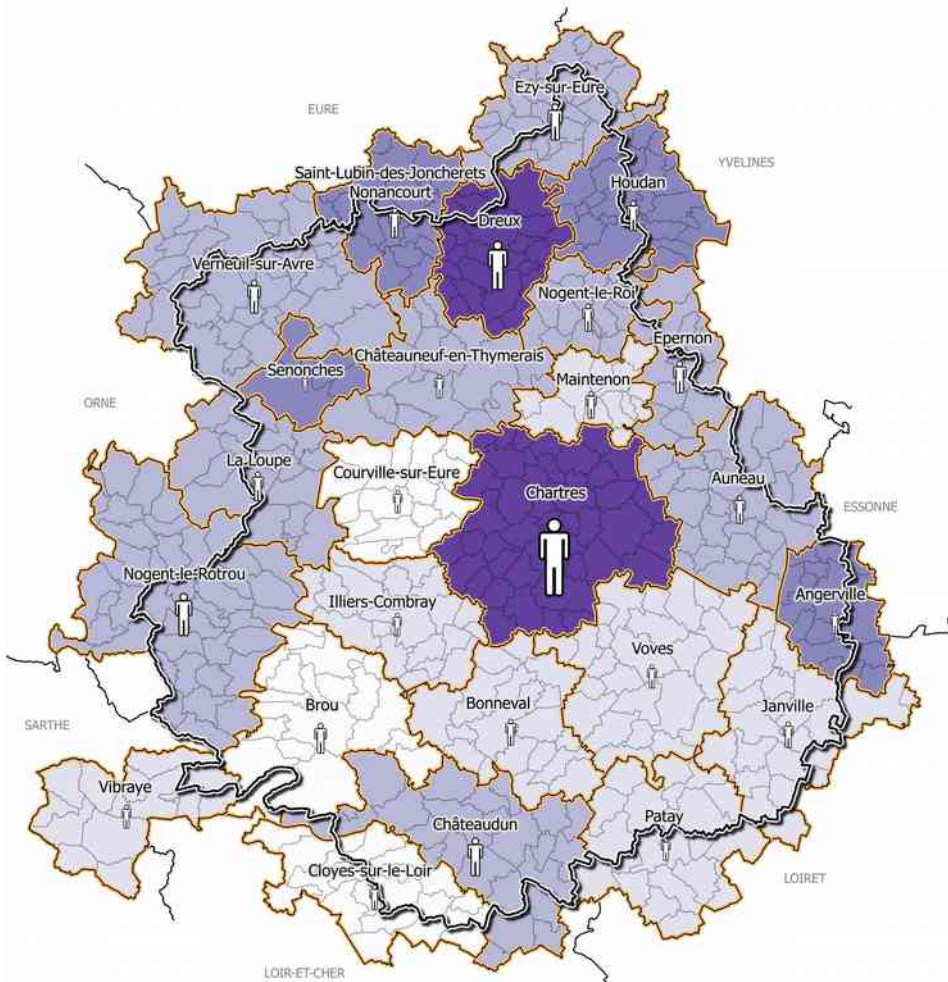 Ezy-sur-Eure
EURE
YVELINES
Saint-Lubin-des-Joncherets
Nonancourt
Houdan
Dreux
Verneuil-sur-Avre
Nogent-le-Roi
Epernon
Châteauneuf-en-Thymerais
Senonches
Maintenon
ORNE
La-Loupe
Courville-sur-Eure
Auneau
Chartres
ESSONNE
Nogent-le-Rotrou
Illiers-Combray
Angerville
Voves
Brou
Bonneval
Janville
SARTHE
Vibraye
Châteaudun
Patay
Cloyes-sur-le-Loir
LOIRET
LOIR-ET-CHER